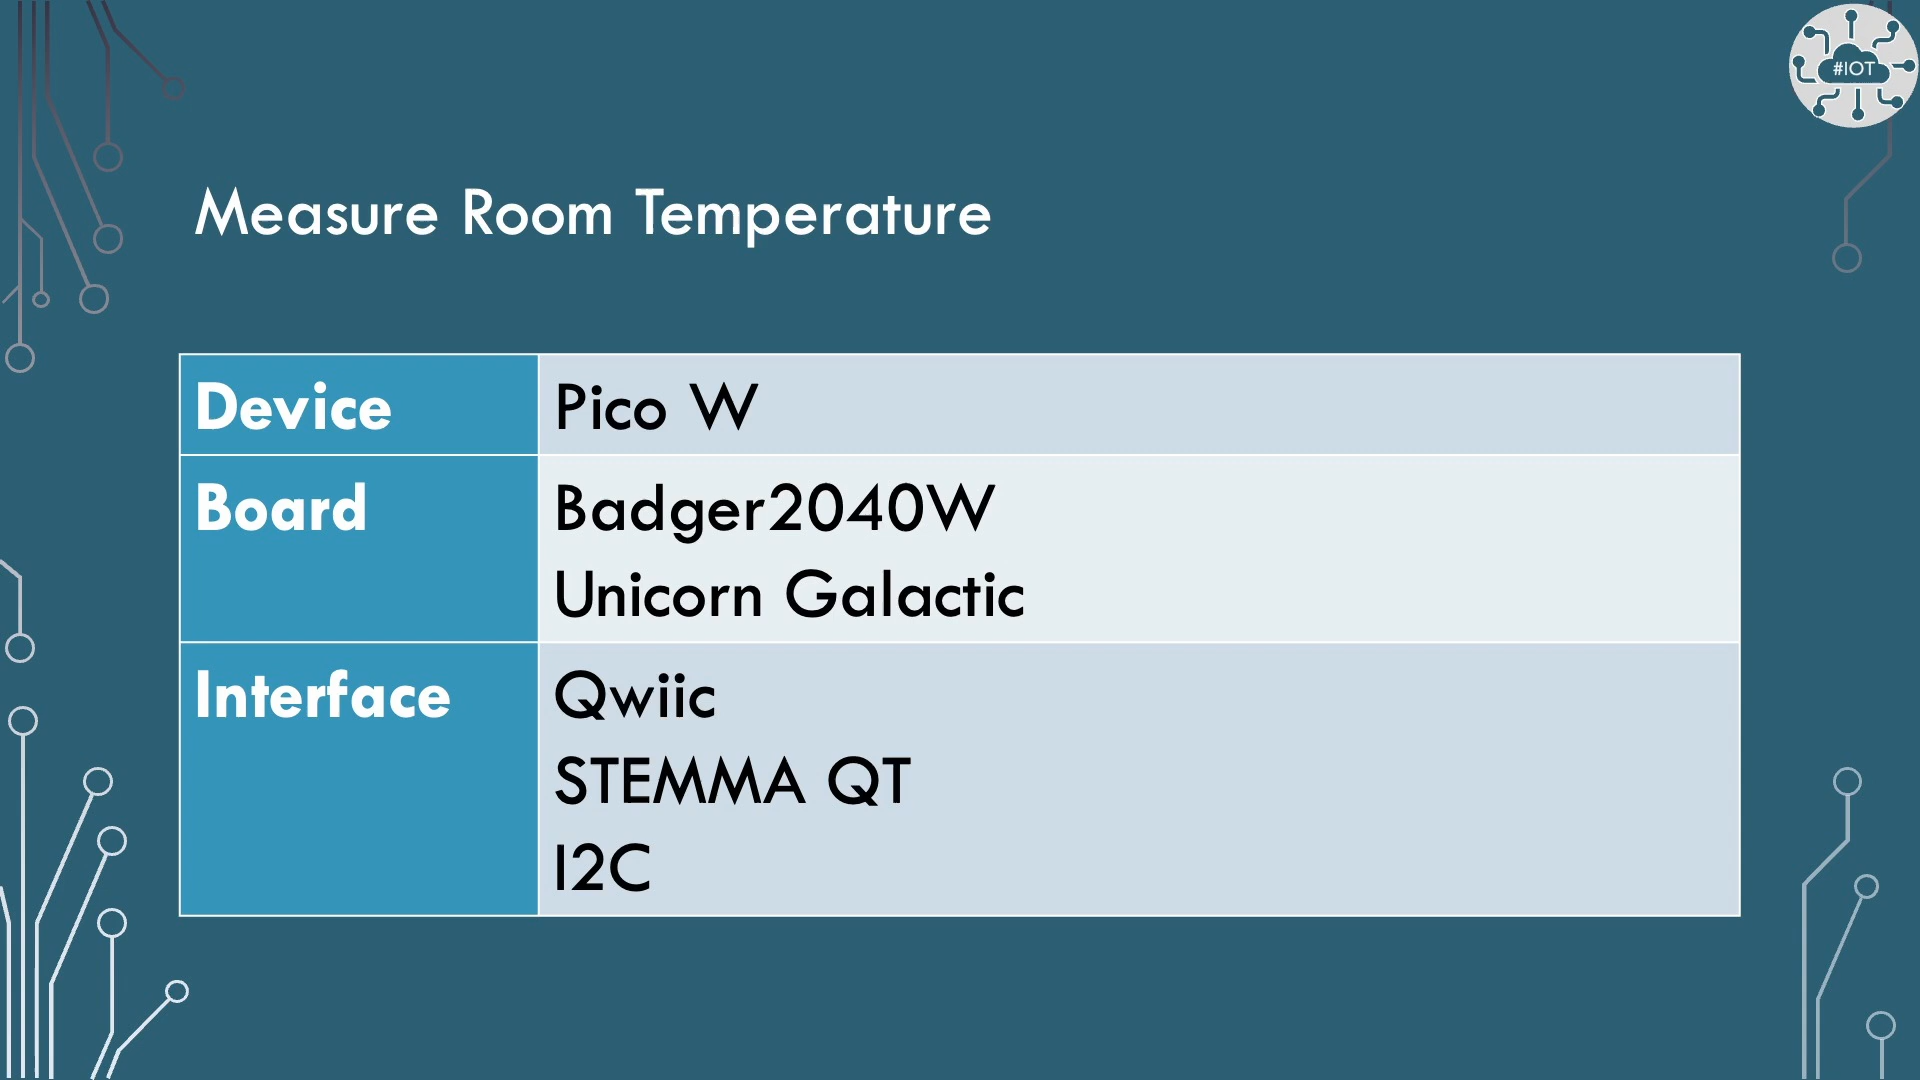 #IOT
Measure Room Temperature
Device Pico W
Board Badger2040W
Unicorn Galactic
Interface Qwiic
STEMMA QT
I2C